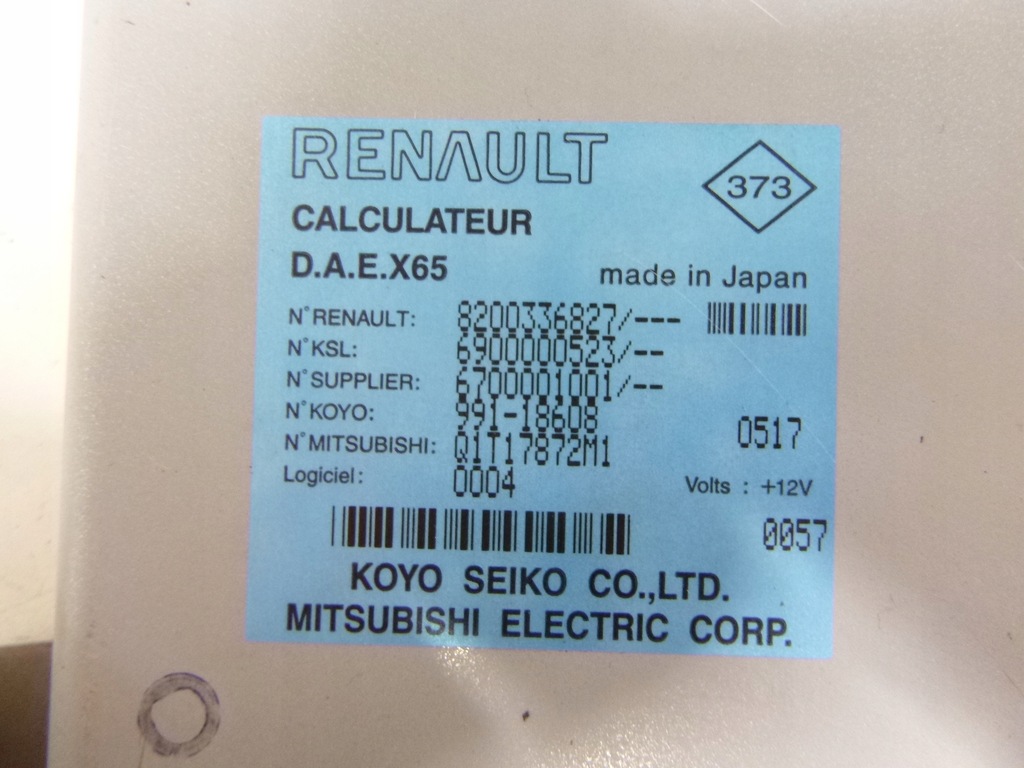 RENAULT
373
CALCULATEUR
D.A.E.X65
made in Japan
N° RENAULT: 8200336827/---
N° KSL: 6900000523/--
N° SUPPLIER: 6700001001/--
N° KOYO: 991-18608
0517
N° MITSUBISHI: Q1T17872M1
Logiciel: 0004
Volts : +12V
0057
KOYO SEIKO CO.,LTD.
MITSUBISHI ELECTRIC CORP.